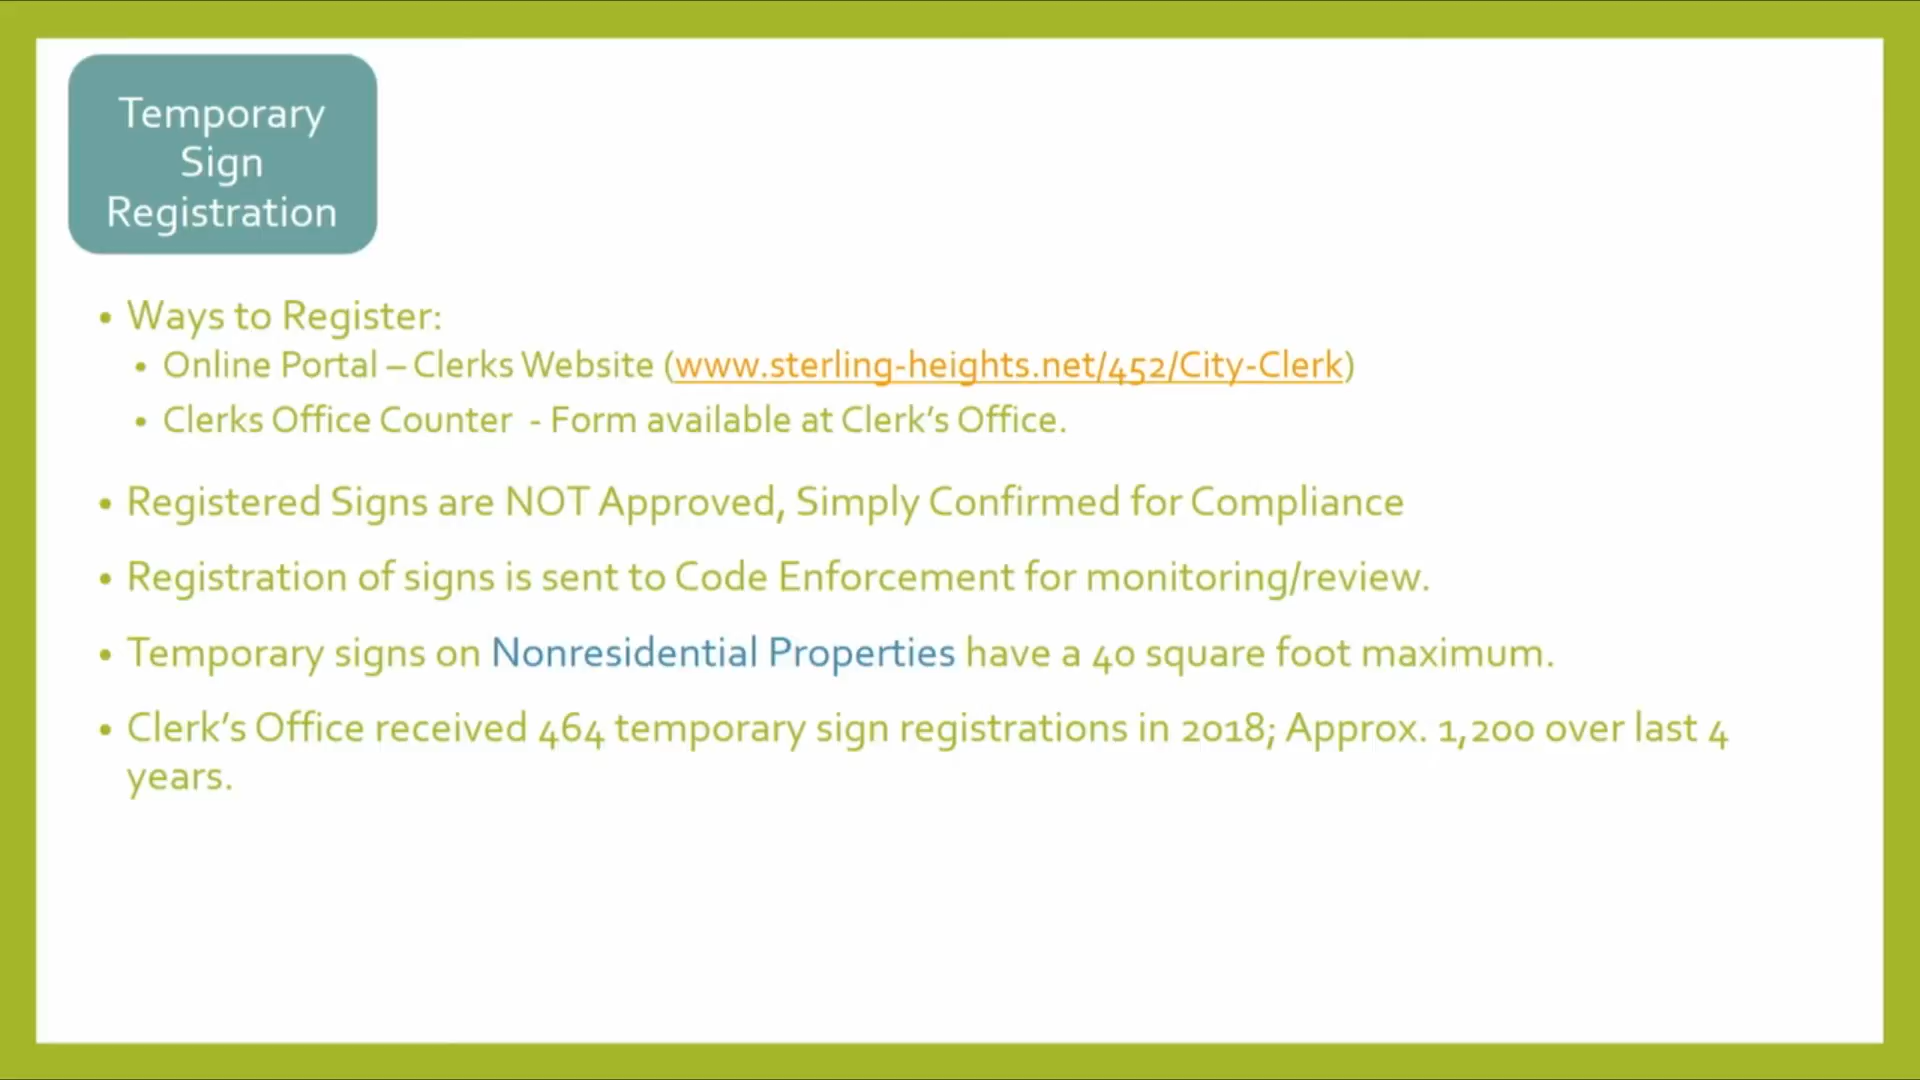 Temporary
Sign
Registration
• Ways to Register:
• Online Portal – Clerks Website (www.sterling-heights.net/452/City-Clerk)
• Clerks Office Counter  - Form available at Clerk’s Office.
• Registered Signs are NOT Approved, Simply Confirmed for Compliance
• Registration of signs is sent to Code Enforcement for monitoring/review.
• Temporary signs on Nonresidential Properties have a 40 square foot maximum.
• Clerk’s Office received 464 temporary sign registrations in 2018; Approx. 1,200 over last 4
years.